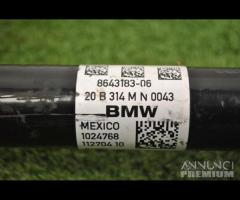 8643183-06
20 B 314 M N 0043
BMW
MEXICO
1024768
112704 10
ANNUNCI
PREMIUM